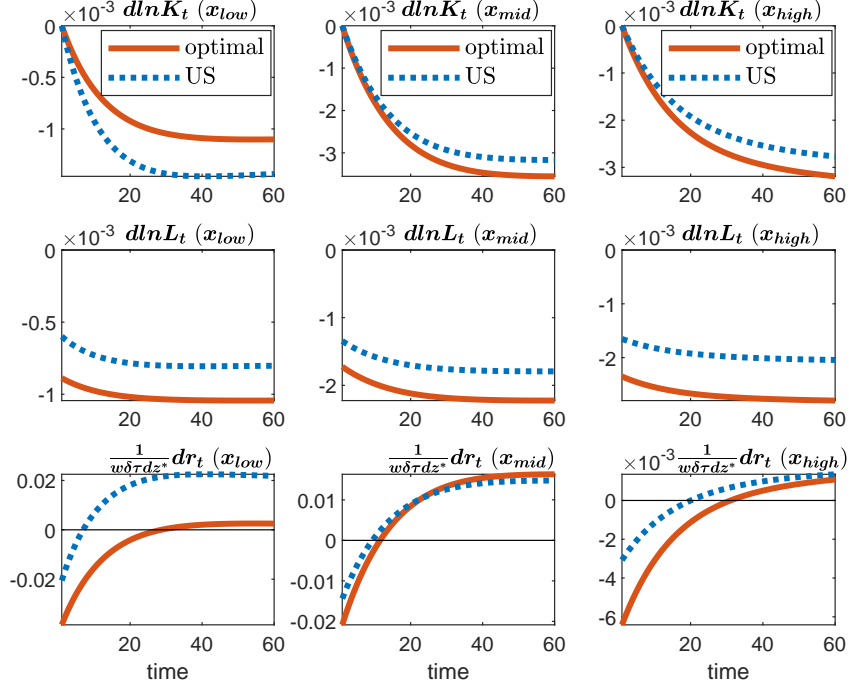 ×10⁻³ dlnK_t (x_low)
×10⁻³ dlnK_t (x_mid)
×10⁻³ dlnK_t (x_high)
0
-0.5
-1
optimal
US
20 40 60
0
-1
-2
-3
optimal
US
20 40 60
0
-1
-2
-3
optimal
US
20 40 60
×10⁻³ dlnL_t (x_low)
×10⁻³ dlnL_t (x_mid)
×10⁻³ dlnL_t (x_high)
0
-0.5
-1
20 40 60
0
-1
-2
20 40 60
0
-2
20 40 60
1/(wδτdz*) dr_t (x_low)
1/(wδτdz*) dr_t (x_mid)
×10⁻³ 1/(wδτdz*) dr_t (x_high)
0.02
0
-0.02
20 40 60
time
0.01
0
-0.01
-0.02
20 40 60
time
0
-2
-4
-6
20 40 60
time